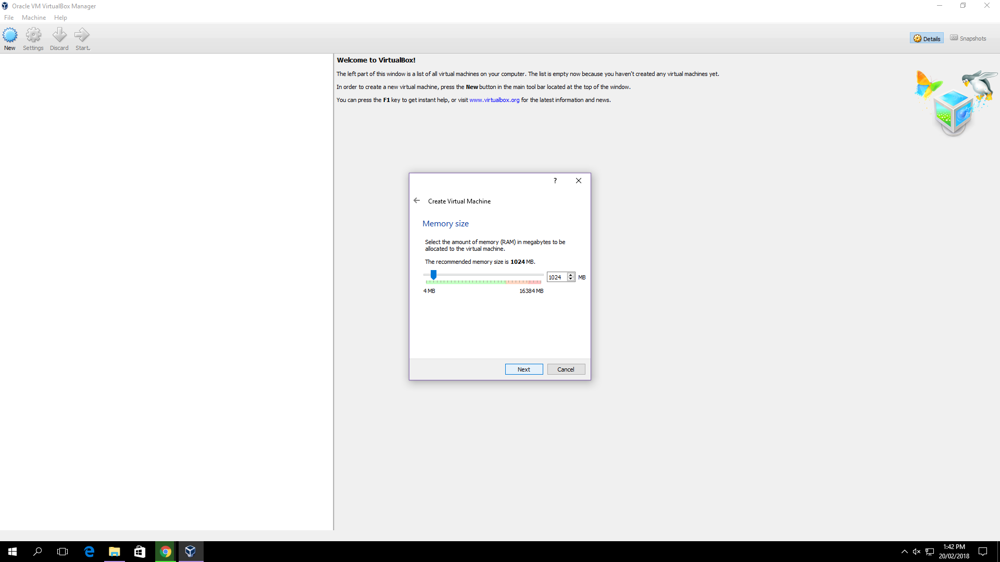 Oracle VM VirtualBox Manager
File Machine Help
New Settings Discard Start
Details Snapshots
Welcome to VirtualBox!
The left part of this window is a list of all virtual machines on your computer. The list is empty now because you haven't created any virtual machines yet.
In order to create a new virtual machine, press the New button in the main tool bar located at the top of the window.
You can press the F1 key to get instant help, or visit www.virtualbox.org for the latest information and news.
?
Create Virtual Machine
Memory size
Select the amount of memory (RAM) in megabytes to be
allocated to the virtual machine.
The recommended memory size is 1024 MB.
1024 MB
4 MB 16384 MB
Next Cancel
1:42 PM
20/02/2018